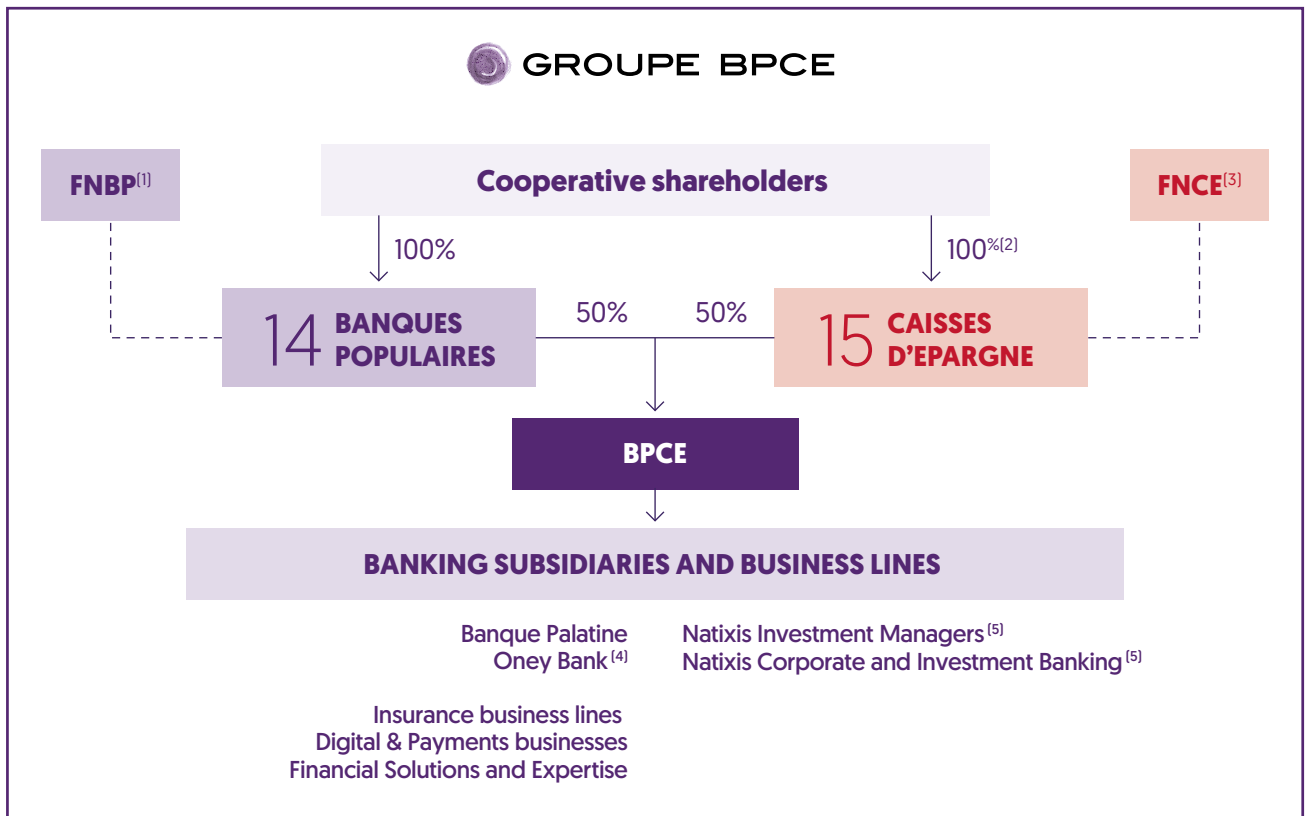 GROUPE BPCE
FNBP(1)
Cooperative shareholders
FNCE(3)
100%
100%(2)
14 BANQUES
POPULAIRES
50%
50%
15 CAISSES
D'EPARGNE
BPCE
BANKING SUBSIDIARIES AND BUSINESS LINES
Banque Palatine
Oney Bank (4)
Natixis Investment Managers (5)
Natixis Corporate and Investment Banking (5)
Insurance business lines
Digital & Payments businesses
Financial Solutions and Expertise